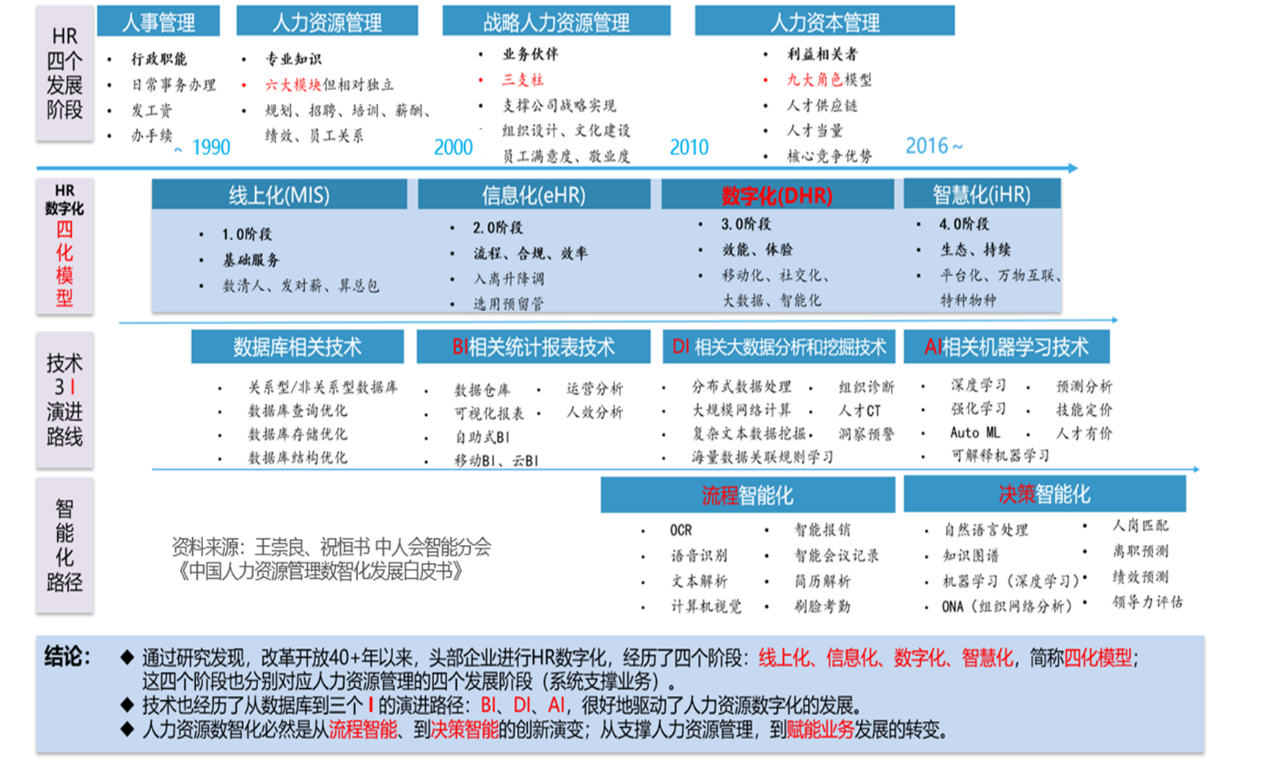 HR
四个
发展
阶段
人事管理
• 行政职能
• 日常事务办理
• 发工资
• 办手续
人力资源管理
• 专业知识
• 六大模块但相对独立
• 规划、招聘、培训、薪酬、
绩效、员工关系
战略人力资源管理
• 业务伙伴
• 三支柱
• 支撑公司战略实现
组织设计、文化建设
员工满意度、敬业度
人力资本管理
• 利益相关者
• 九大角色模型
• 人才供应链
• 人才当量
• 核心竞争优势
~ 1990
2000
2010
2016 ~
HR
数字化
四
化
模
型
线上化(MIS)
• 1.0阶段
• 基础服务
• 数清人、发对薪、算总包
信息化(eHR)
• 2.0阶段
• 流程、合规、效率
• 入离升降调
• 选用预留管
数字化(DHR)
• 3.0阶段
• 效能、体验
• 移动化、社交化、
大数据、智能化
智慧化(iHR)
• 4.0阶段
• 生态、持续
• 平台化、万物互联、
特种物种
技术
3 I
演进
路线
数据库相关技术
• 关系型/非关系型数据库
• 数据库查询优化
• 数据库存储优化
• 数据库结构优化
BI相关统计报表技术
• 数据仓库
• 可视化报表
• 自助式BI
• 移动BI、云BI
• 运营分析
• 人效分析
DI 相关大数据分析和挖掘技术
• 分布式数据处理
• 大规模网络计算
• 复杂文本数据挖掘
• 海量数据关联规则学习
• 组织诊断
• 人才CT
• 洞察预警
AI相关机器学习技术
• 深度学习
• 强化学习
• Auto ML
• 可解释机器学习
• 预测分析
• 技能定价
• 人才有价
智
能
化
路径
资料来源：王崇良、祝恒书 中人会智能分会
《中国人力资源管理数智化发展白皮书》
流程智能化
• OCR
• 语音识别
• 文本解析
• 计算机视觉
• 智能报销
• 智能会议记录
• 简历解析
• 刷脸考勤
决策智能化
• 自然语言处理
• 知识图谱
• 机器学习（深度学习）
• ONA（组织网络分析）
• 人岗匹配
• 离职预测
• 绩效预测
• 领导力评估
结论：
◆ 通过研究发现，改革开放40+年以来，头部企业进行HR数字化，经历了四个阶段：线上化、信息化、数字化、智慧化，简称四化模型；
这四个阶段也分别对应人力资源管理的四个发展阶段（系统支撑业务）。
◆ 技术也经历了从数据库到三个 I 的演进路径：BI、DI、AI，很好地驱动了人力资源数字化的发展。
◆ 人力资源数智化必然是从流程智能、到决策智能的创新演变；从支撑人力资源管理，到赋能业务发展的转变。